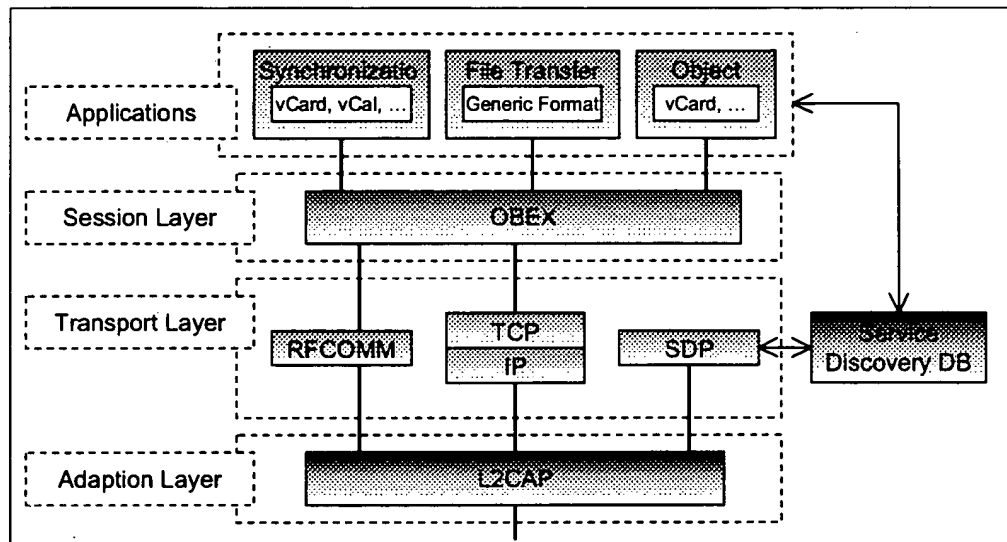 Synchronizatio
File Transfer
Object
vCard, vCal, ...
Generic Format
vCard, ...
Applications
Session Layer
OBEX
Transport Layer
RFCOMM
TCP
IP
SDP
Service
Discovery DB
Adaption Layer
L2CAP